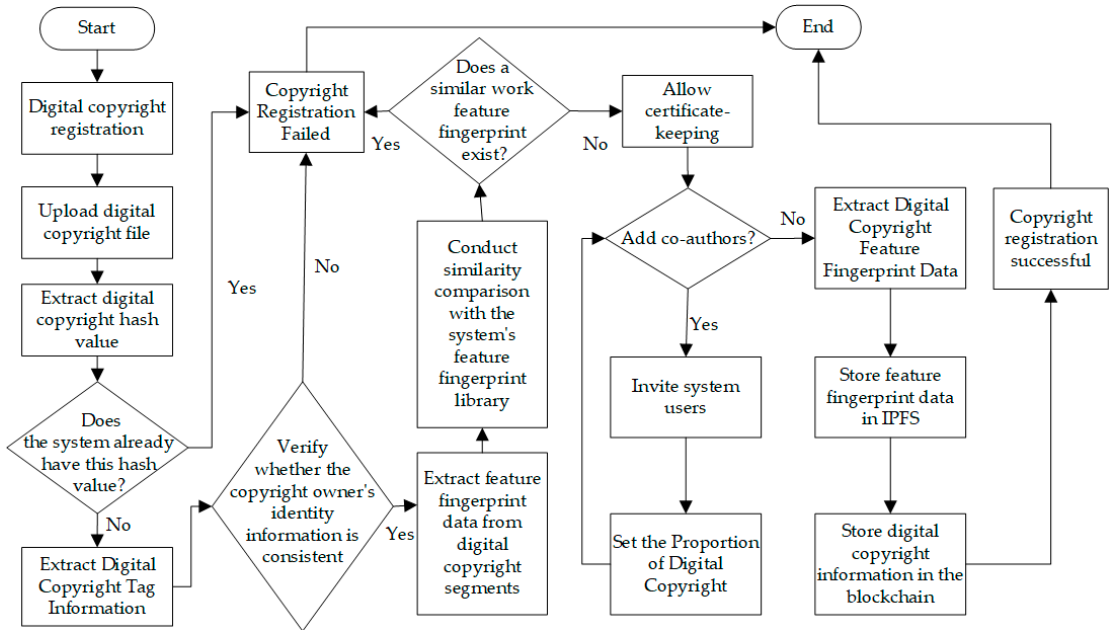 Start
Digital copyright
registration
Upload digital
copyright file
Extract digital
copyright hash
value
Does
the system already
have this hash
value?
Yes
No
Extract Digital
Copyright Tag
Information
Verify
whether the
copyright owner's
identity
information is
consistent
No
Yes
Copyright
Registration
Failed
Extract feature
fingerprint
data from
digital
copyright
segments
Conduct
similarity
comparison
with the
system's
feature
fingerprint
library
Does a
similar work
feature
fingerprint
exist?
Yes
No
Allow
certificate-
keeping
Add co-authors?
Yes
No
Invite system
users
Set the Proportion
of Digital
Copyright
Extract Digital
Copyright
Feature
Fingerprint Data
Store feature
fingerprint data
in IPFS
Store digital
copyright
information in the
blockchain
Copyright
registration
successful
End